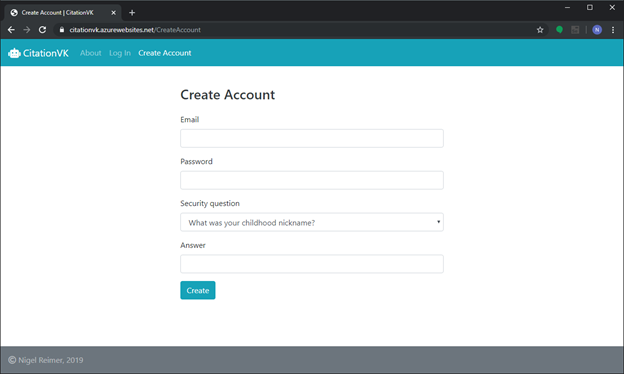 Create Account | CitationVK
citationvk.azurewebsites.net/CreateAccount
N
CitationVK About Log In Create Account
Create Account
Email
Password
Security question
What was your childhood nickname?
Answer
Create
© Nigel Reimer, 2019